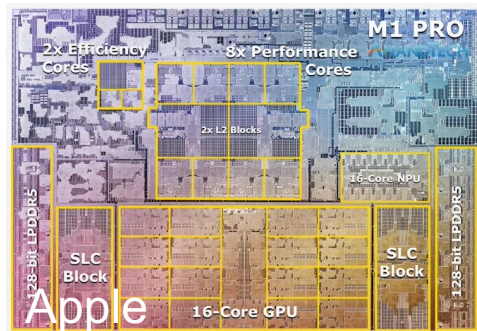 M1 PRO
ANANDTECH
2x Efficiency
Cores
8x Performance
Cores
2x L2 Blocks
16-Core NPU
128-bit LPDDR5
SLC
Block
16-Core GPU
SLC
Block
128-bit LPDDR5
Apple